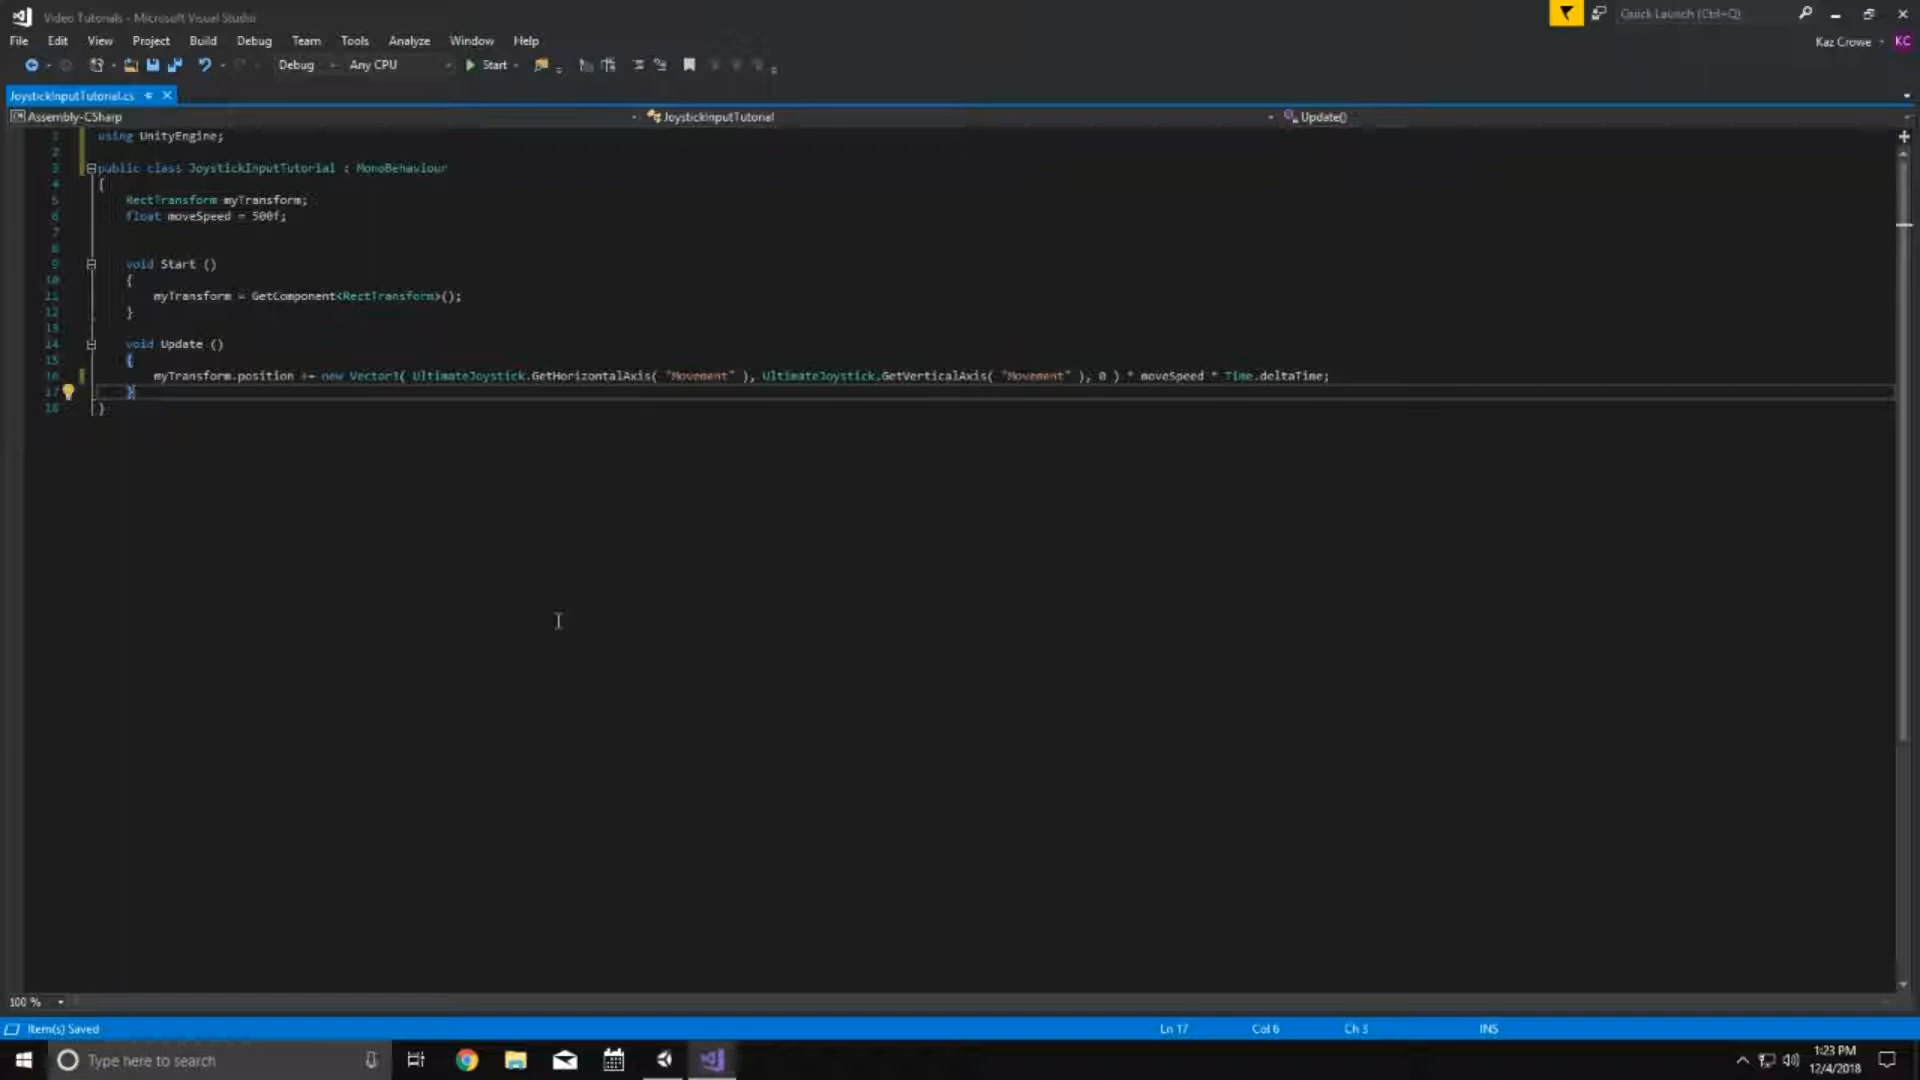 Video Tutorials - Microsoft Visual Studio
Quick Launch (Ctrl+Q)
File Edit View Project Build Debug Team Tools Analyze Window Help
Kaz Crowe KC
Debug Any CPU Start
JoystickInputTutorial.cs
Assembly-CSharp JoystickInputTutorial Update()
1 using UnityEngine;
2
3 public class JoystickInputTutorial : MonoBehaviour
4 {
5 RectTransform myTransform;
6 float moveSpeed = 500f;
7
8
9 void Start ()
10 {
11 myTransform = GetComponent<RectTransform>();
12 }
13
14 void Update ()
15 {
16 myTransform.position += new Vector3( UltimateJoystick.GetHorizontalAxis( "Movement" ), UltimateJoystick.GetVerticalAxis( "Movement" ), 0 ) * moveSpeed * Time.deltaTime;
17 }
18 }
100 %
Item(s) Saved Ln 17 Col 6 Ch 3 INS
Type here to search
1:23 PM
12/4/2018